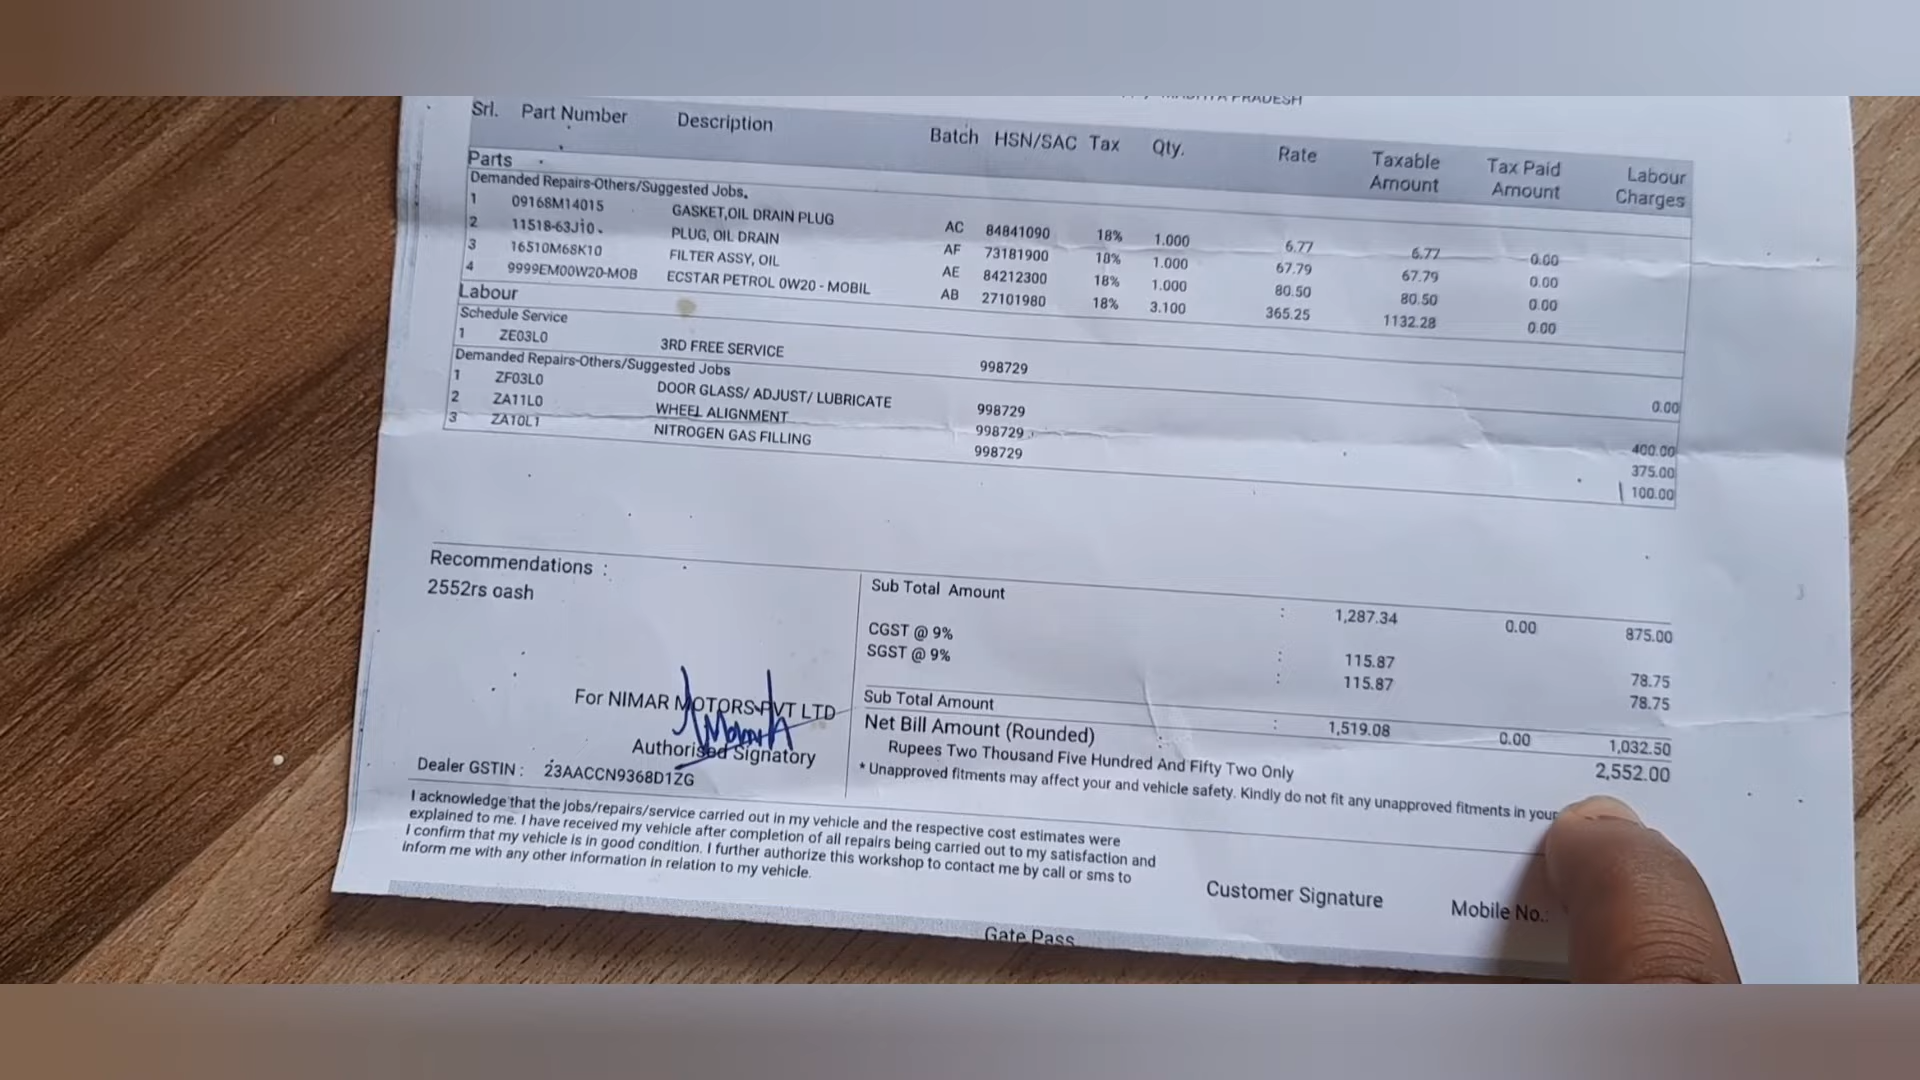 MADHYA PRADESH
Srl. Part Number Description Batch HSN/SAC Tax Qty. Rate Taxable Amount Tax Paid Amount Labour Charges
Parts
Demanded Repairs-Others/Suggested Jobs.
1 09168M14015 GASKET,OIL DRAIN PLUG AC 84841090 18% 1.000 6.77 6.77 0.00
2 11518-63J10 PLUG, OIL DRAIN AF 73181900 18% 1.000 67.79 67.79 0.00
3 16510M68K10 FILTER ASSY, OIL AE 84212300 18% 1.000 80.50 80.50 0.00
4 9999EM00W20-MOB ECSTAR PETROL 0W20 - MOBIL AB 27101980 18% 3.100 365.25 1132.28 0.00
Labour
Schedule Service
1 ZE03L0 3RD FREE SERVICE 998729 0.00
Demanded Repairs-Others/Suggested Jobs
1 ZF03L0 DOOR GLASS/ ADJUST/ LUBRICATE 998729 400.00
2 ZA11L0 WHEEL ALIGNMENT 998729 375.00
3 ZA10L1 NITROGEN GAS FILLING 998729 100.00
Recommendations :
2552rs cash
For NIMAR MOTORS PVT LTD
Authorised Signatory
Dealer GSTIN : 23AACCN9368D1ZG
Sub Total Amount : 1,287.34 0.00 875.00
CGST @ 9% : 115.87 78.75
SGST @ 9% : 115.87 78.75
Sub Total Amount : 1,519.08 0.00 1,032.50
Net Bill Amount (Rounded) : 2,552.00
Rupees Two Thousand Five Hundred And Fifty Two Only
* Unapproved fitments may affect your and vehicle safety. Kindly do not fit any unapproved fitments in your
I acknowledge that the jobs/repairs/service carried out in my vehicle and the respective cost estimates were
explained to me. I have received my vehicle after completion of all repairs being carried out to my satisfaction and
I confirm that my vehicle is in good condition. I further authorize this workshop to contact me by call or sms to
inform me with any other information in relation to my vehicle.
Customer Signature Mobile No.:
Gate Pass